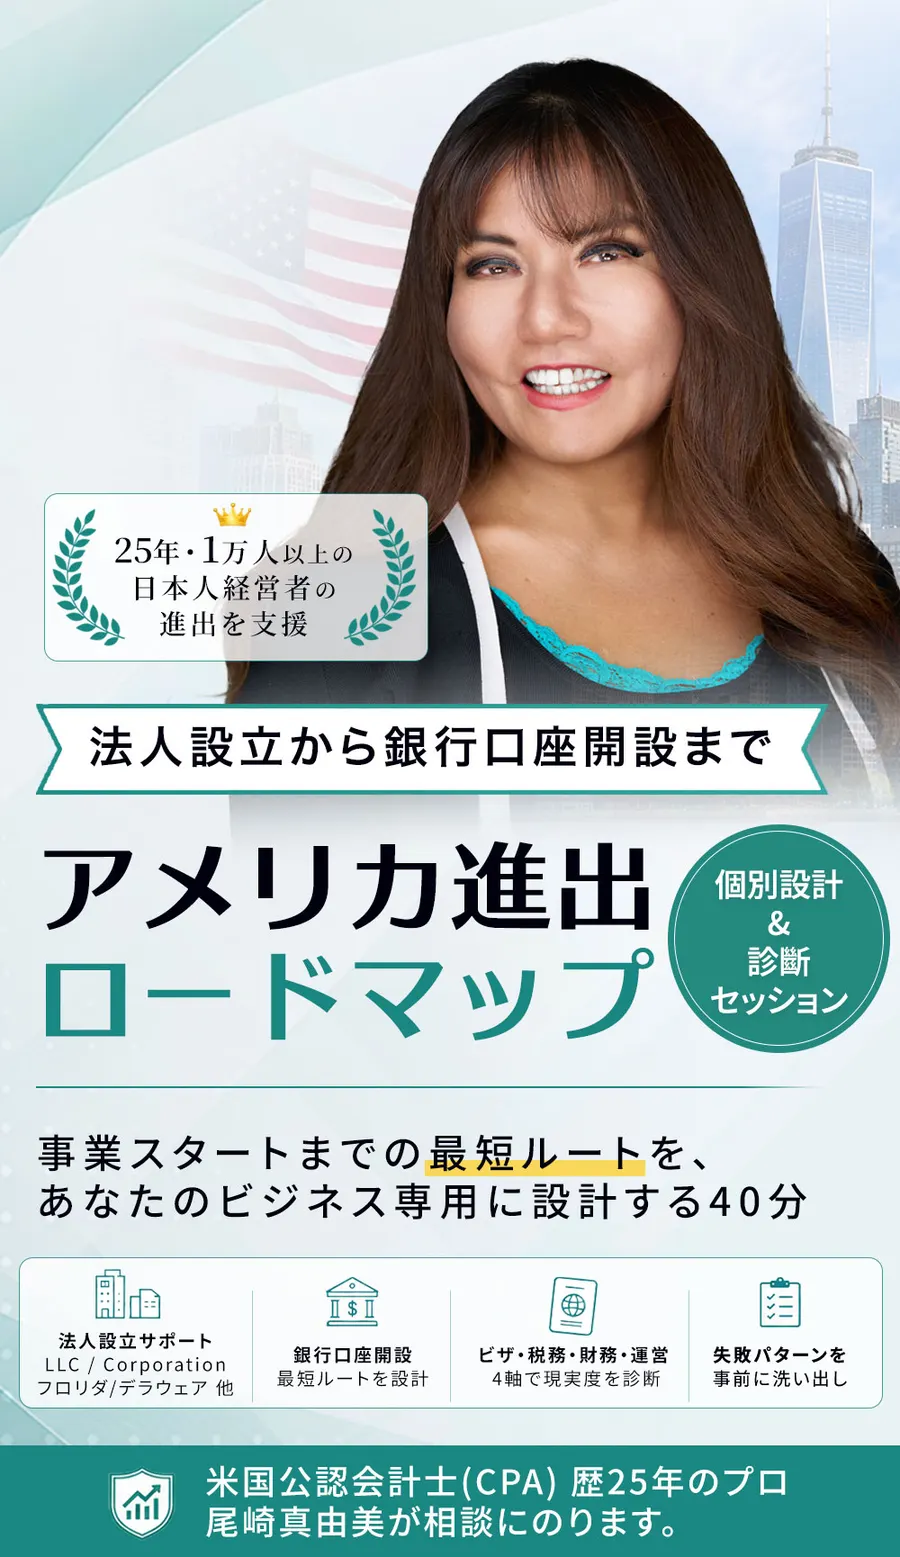 25年・1万人以上の
日本人経営者の
進出を支援
法人設立から銀行口座開設まで
アメリカ進出
ロードマップ
個別設計
&
診断
セッション
事業スタートまでの最短ルートを、
あなたのビジネス専用に設計する40分
法人設立サポート
LLC / Corporation
フロリダ/デラウェア 他
銀行口座開設
最短ルートを設計
ビザ・税務・財務・運営
4軸で現実度を診断
失敗パターンを
事前に洗い出し
米国公認会計士(CPA) 歴25年のプロ
尾崎真由美が相談にのります。